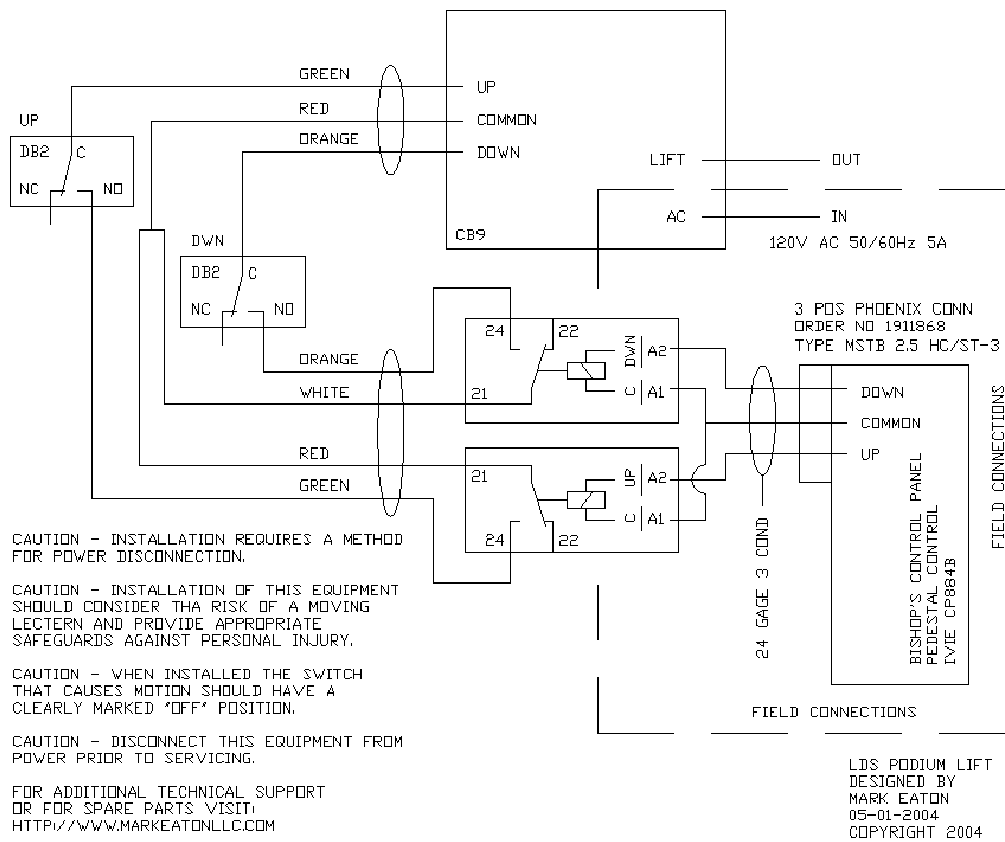 GREEN
RED
ORANGE
UP
COMMON
DOWN
UP
DB2 C
NC NO
LIFT OUT
AC IN
CB9
120V AC 50/60Hz 5A
DWN
DB2 C
NC NO
3 POS PHOENIX CONN
ORDER NO 1911868
TYPE MSTB 2.5 HC/ST-3
24 22
DWN A2
C A1
21
ORANGE
WHITE
RED
GREEN
21
UP A2
C A1
24 22
DOWN
COMMON
UP
24 GAGE 3 COND
BISHOP'S CONTROL PANEL
PEDESTAL CONTROL
IVIE CP884B
FIELD CONNECTIONS
FIELD CONNECTIONS
CAUTION - INSTALLATION REQUIRES A METHOD
FOR POWER DISCONNECTION.
CAUTION - INSTALLATION OF THIS EQUIPMENT
SHOULD CONSIDER THA RISK OF A MOVING
LECTERN AND PROVIDE APPROPRIATE
SAFEGUARDS AGAINST PERSONAL INJURY.
CAUTION - WHEN INSTALLED THE SWITCH
THAT CAUSES MOTION SHOULD HAVE A
CLEARLY MARKED "OFF" POSITION.
CAUTION - DISCONNECT THIS EQUIPMENT FROM
POWER PRIOR TO SERVICING.
FOR ADDITIONAL TECHNICAL SUPPORT
OR FOR SPARE PARTS VISIT:
HTTP://WWW.MARKEATONLLC.COM
LDS PODIUM LIFT
DESIGNED BY
MARK EATON
05-01-2004
COPYRIGHT 2004